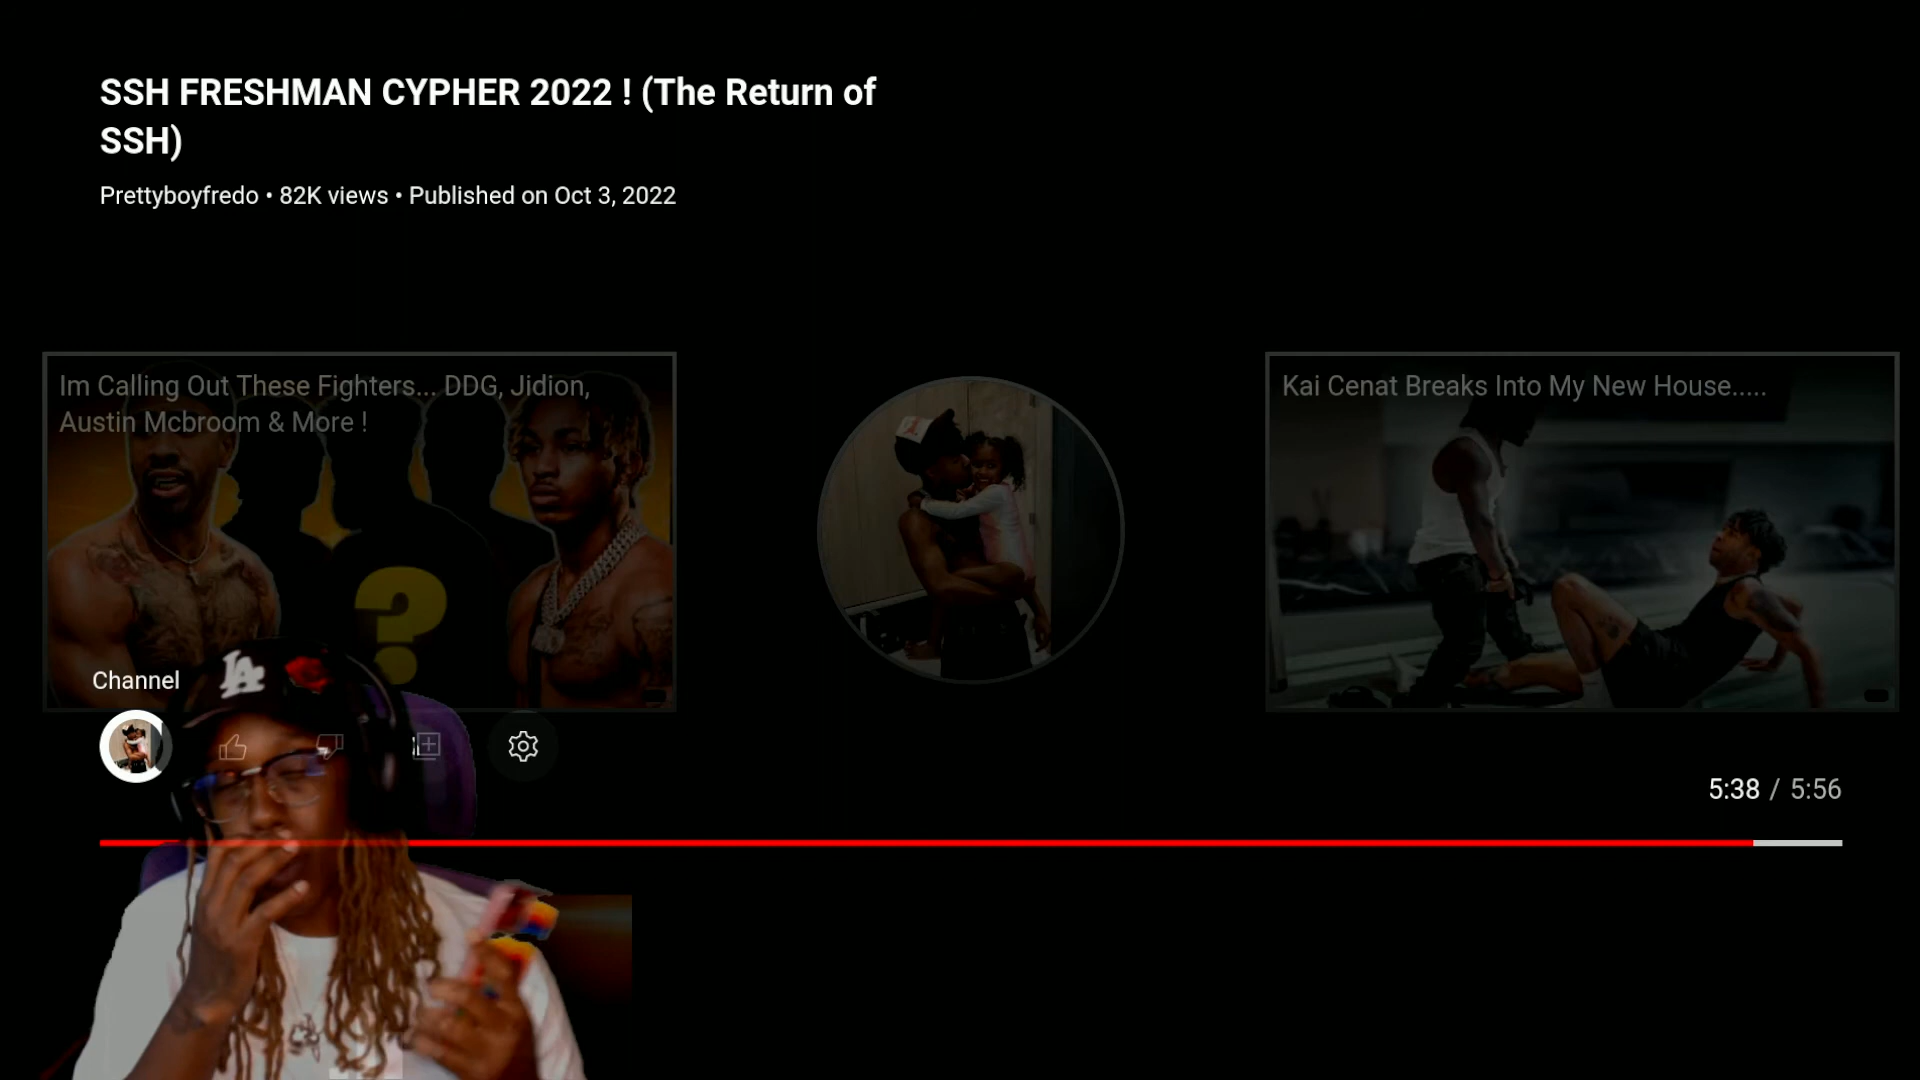 SSH FRESHMAN CYPHER 2022 ! (The Return of
SSH)
Prettyboyfredo • 82K views • Published on Oct 3, 2022
Im Calling Out These Fighters... DDG, Jidion,
Austin Mcbroom & More !
?
Kai Cenat Breaks Into My New House.....
Channel
LA
5:38 / 5:56